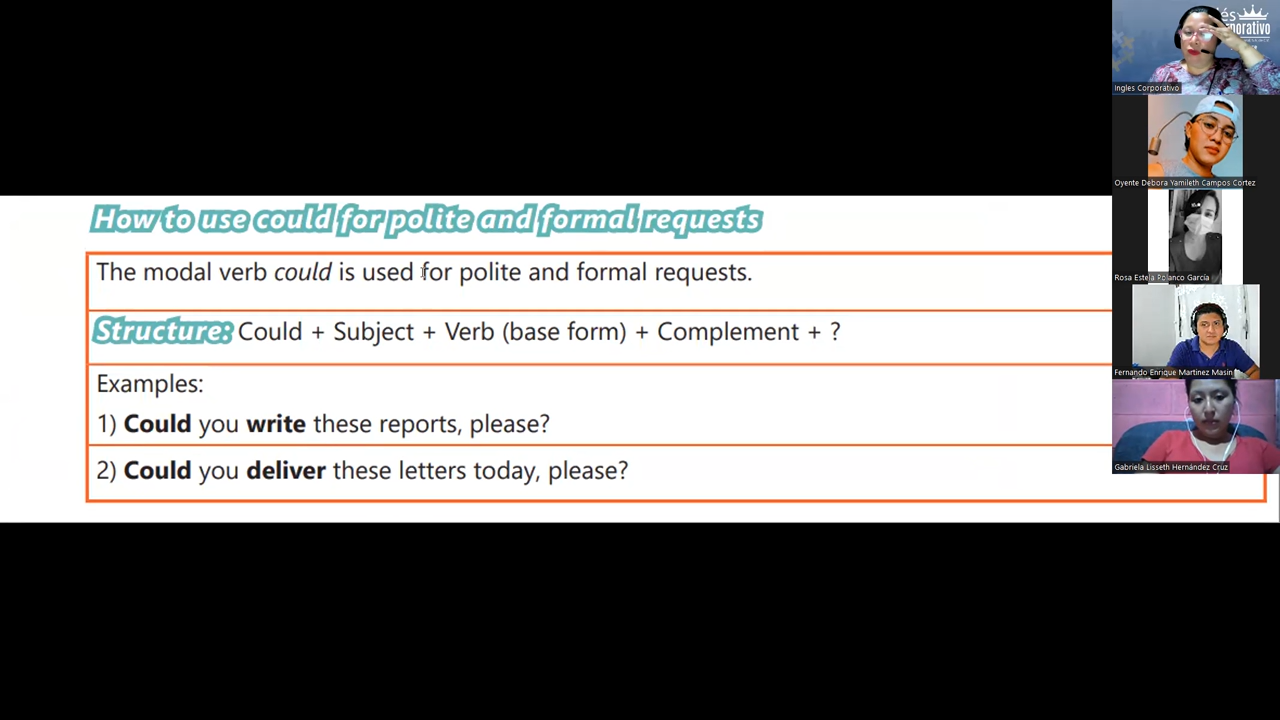 How to use could for polite and formal requests
The modal verb could is used for polite and formal requests.
Structure: Could + Subject + Verb (base form) + Complement + ?
Examples:
1) Could you write these reports, please?
2) Could you deliver these letters today, please?
Ingles Corporativo
Oyente Debora Yamileth Campos Cortez
Rosa Estela Polanco García
Fernando Enrique Martinez Masin
Gabriela Lisseth Hernández Cruz